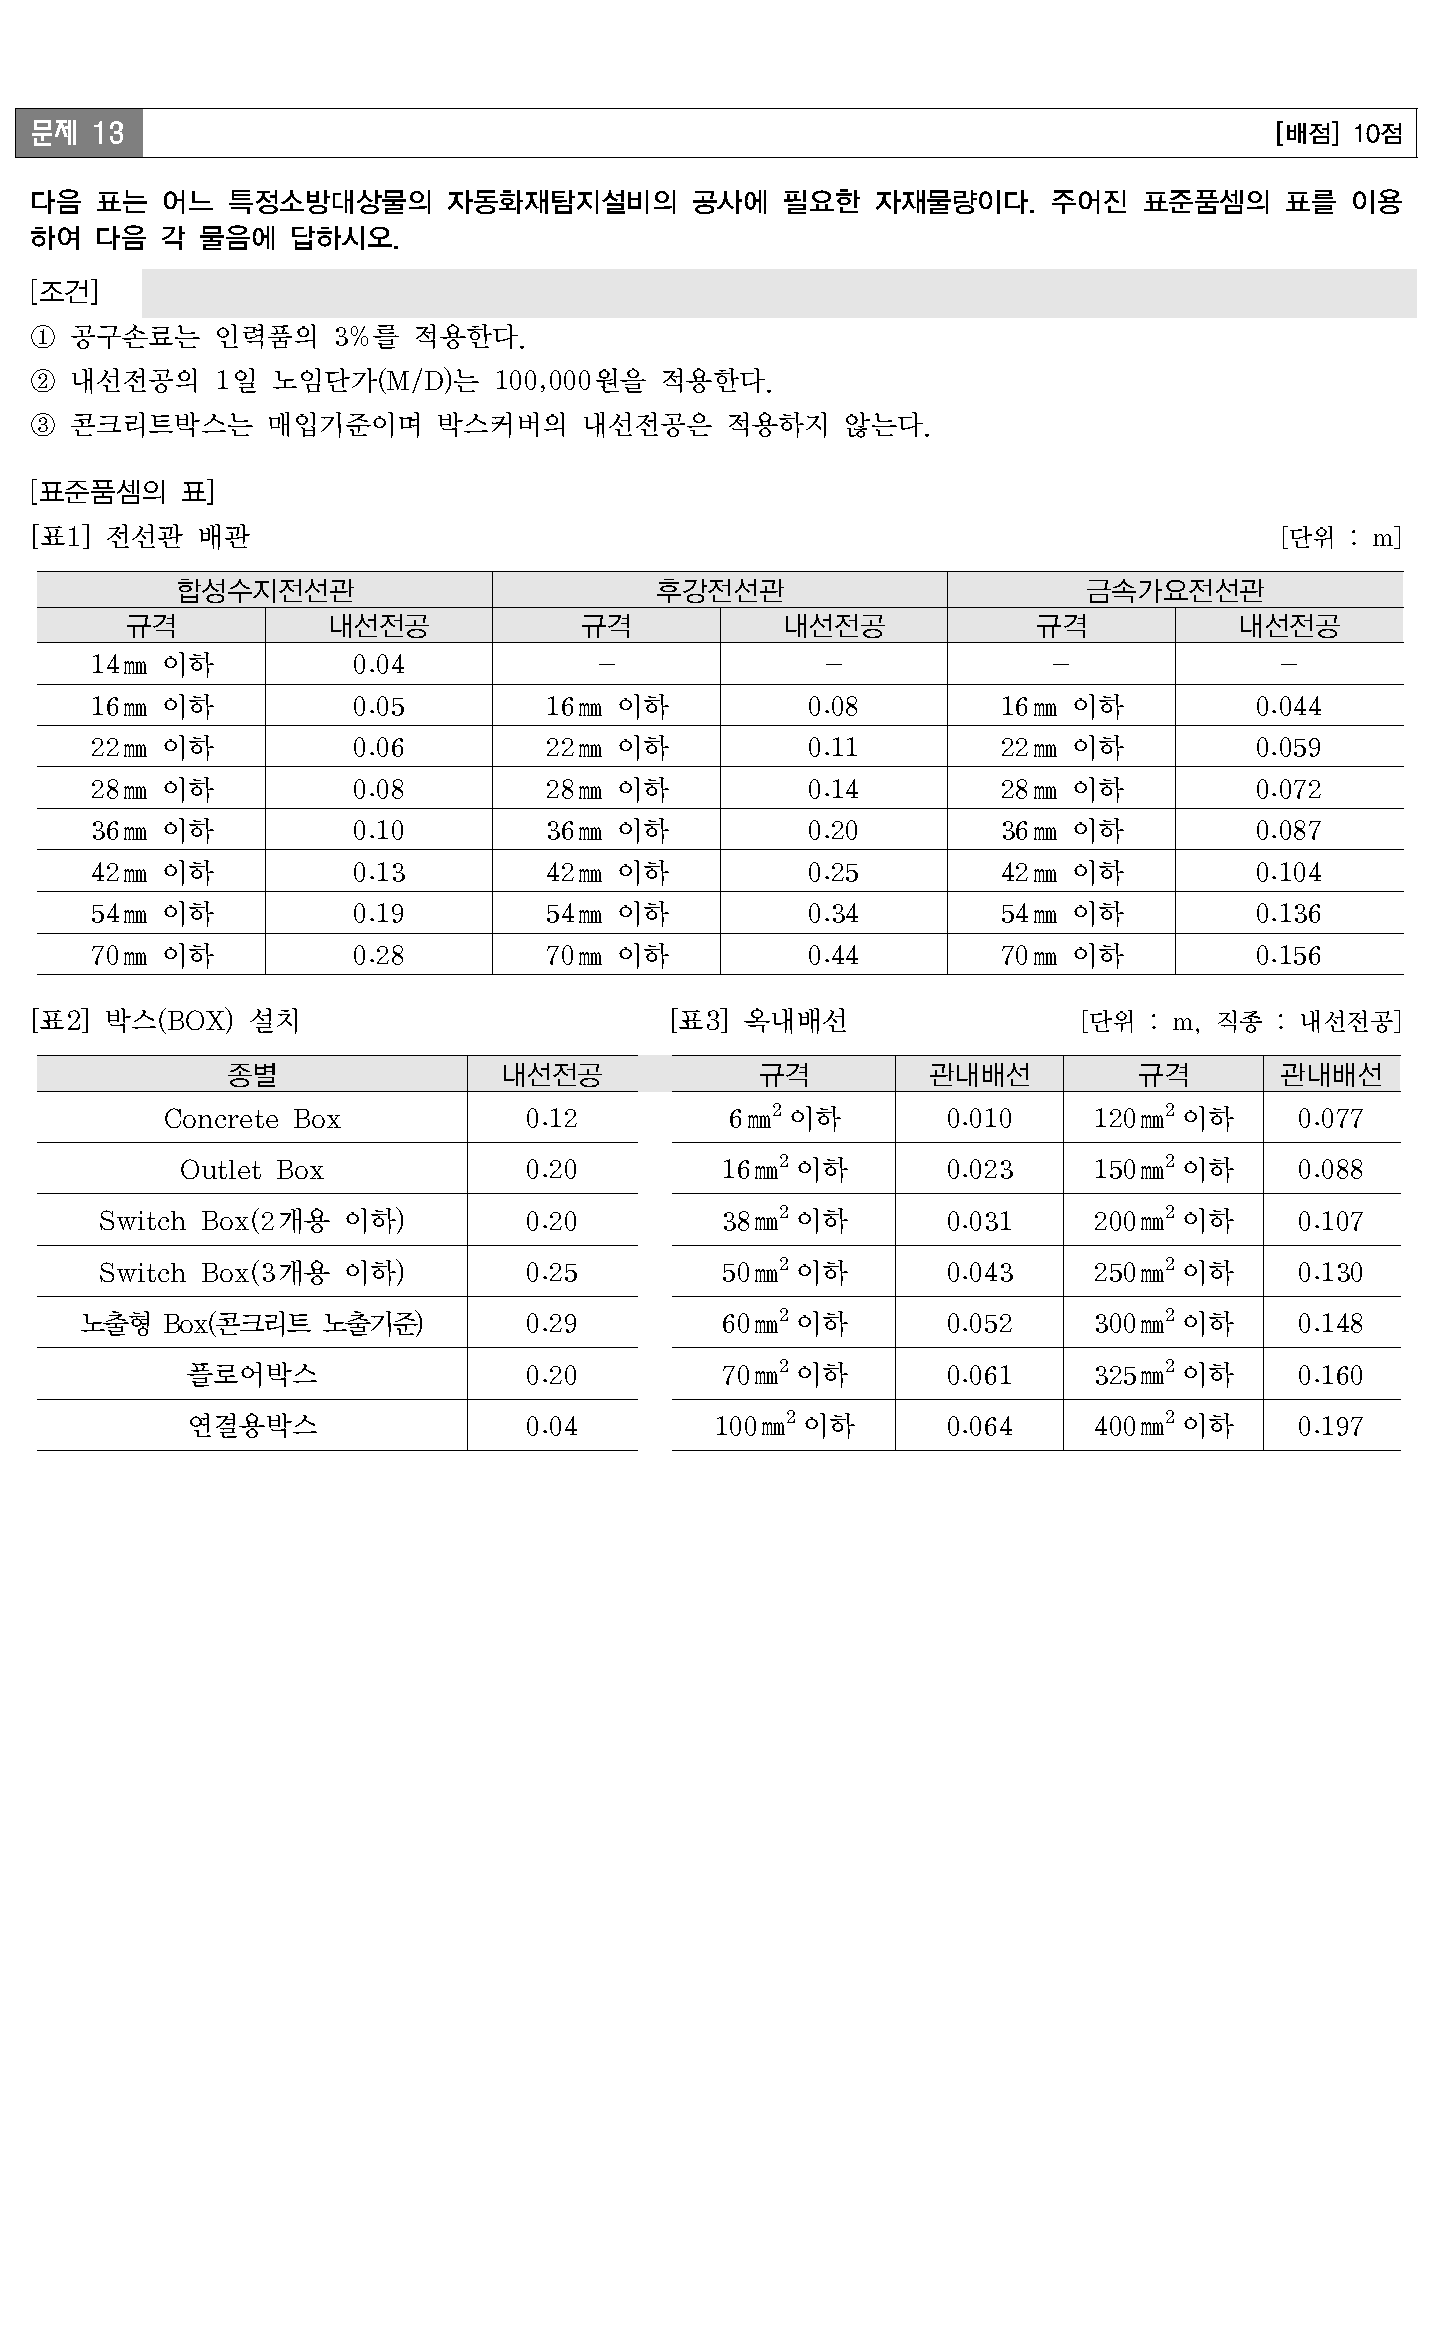 문제 13 [배점] 10점
다음 표는 어느 특정소방대상물의 자동화재탐지설비의 공사에 필요한 자재물량이다. 주어진 표준품셈의 표를 이용
하여 다음 각 물음에 답하시오.
[조건]
① 공구손료는 인력품의 3%를 적용한다.
② 내선전공의 1일 노임단가(M/D)는 100,000원을 적용한다.
③ 콘크리트박스는 매입기준이며 박스커버의 내선전공은 적용하지 않는다.
[표준품셈의 표]
[표1] 전선관 배관 [단위 : m]
합성수지전선관 후강전선관 금속가요전선관
규격 내선전공 규격 내선전공 규격 내선전공
14㎜ 이하 0.04 － － － －
16㎜ 이하 0.05 16㎜ 이하 0.08 16㎜ 이하 0.044
22㎜ 이하 0.06 22㎜ 이하 0.11 22㎜ 이하 0.059
28㎜ 이하 0.08 28㎜ 이하 0.14 28㎜ 이하 0.072
36㎜ 이하 0.10 36㎜ 이하 0.20 36㎜ 이하 0.087
42㎜ 이하 0.13 42㎜ 이하 0.25 42㎜ 이하 0.104
54㎜ 이하 0.19 54㎜ 이하 0.34 54㎜ 이하 0.136
70㎜ 이하 0.28 70㎜ 이하 0.44 70㎜ 이하 0.156
[표2] 박스(BOX) 설치
종별 내선전공
Concrete Box 0.12
Outlet Box 0.20
Switch Box(2개용 이하) 0.20
Switch Box(3개용 이하) 0.25
노출형 Box(콘크리트 노출기준) 0.29
플로어박스 0.20
연결용박스 0.04
[표3] 옥내배선 [단위 : m, 직종 : 내선전공]
규격 관내배선 규격 관내배선
6㎜² 이하 0.010 120㎜² 이하 0.077
16㎜² 이하 0.023 150㎜² 이하 0.088
38㎜² 이하 0.031 200㎜² 이하 0.107
50㎜² 이하 0.043 250㎜² 이하 0.130
60㎜² 이하 0.052 300㎜² 이하 0.148
70㎜² 이하 0.061 325㎜² 이하 0.160
100㎜² 이하 0.064 400㎜² 이하 0.197